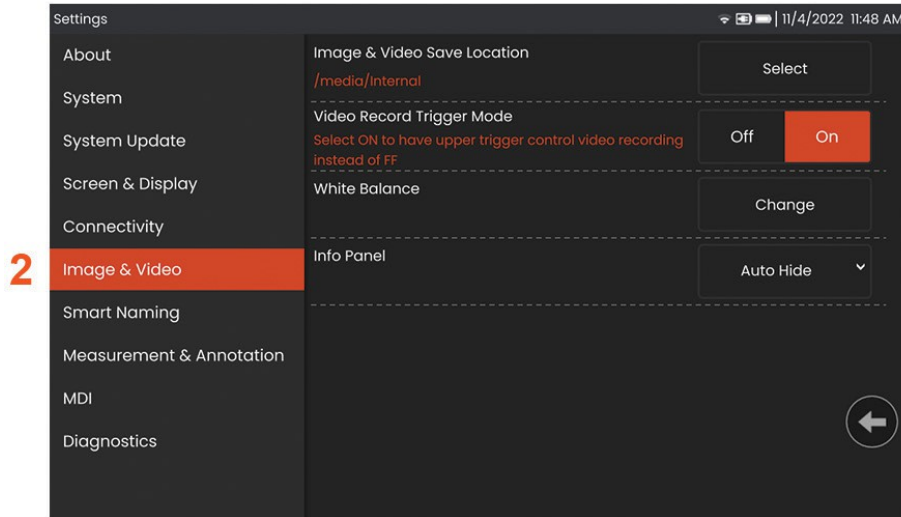 Settings
11/4/2022 11:48 AM
About
System
System Update
Screen & Display
Connectivity
2
Image & Video
Smart Naming
Measurement & Annotation
MDI
Diagnostics
Image & Video Save Location
/media/Internal
Select
Video Record Trigger Mode
Select ON to have upper trigger control video recording
instead of FF
Off
On
White Balance
Change
Info Panel
Auto Hide